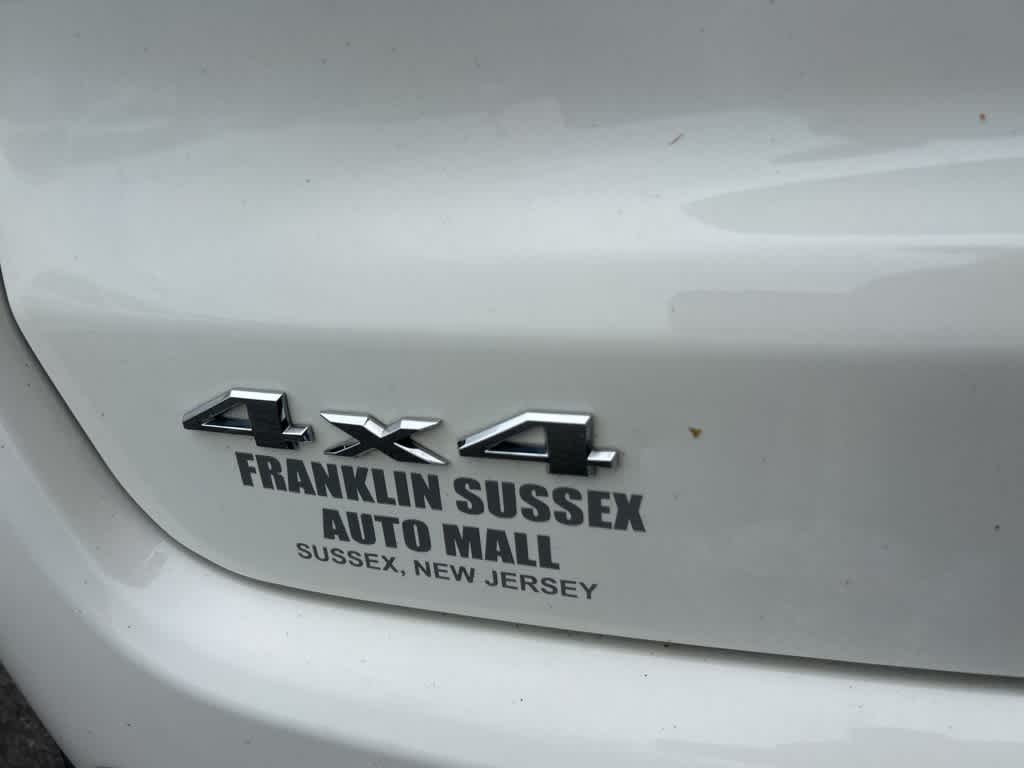 4x4
FRANKLIN SUSSEX
AUTO MALL
SUSSEX, NEW JERSEY